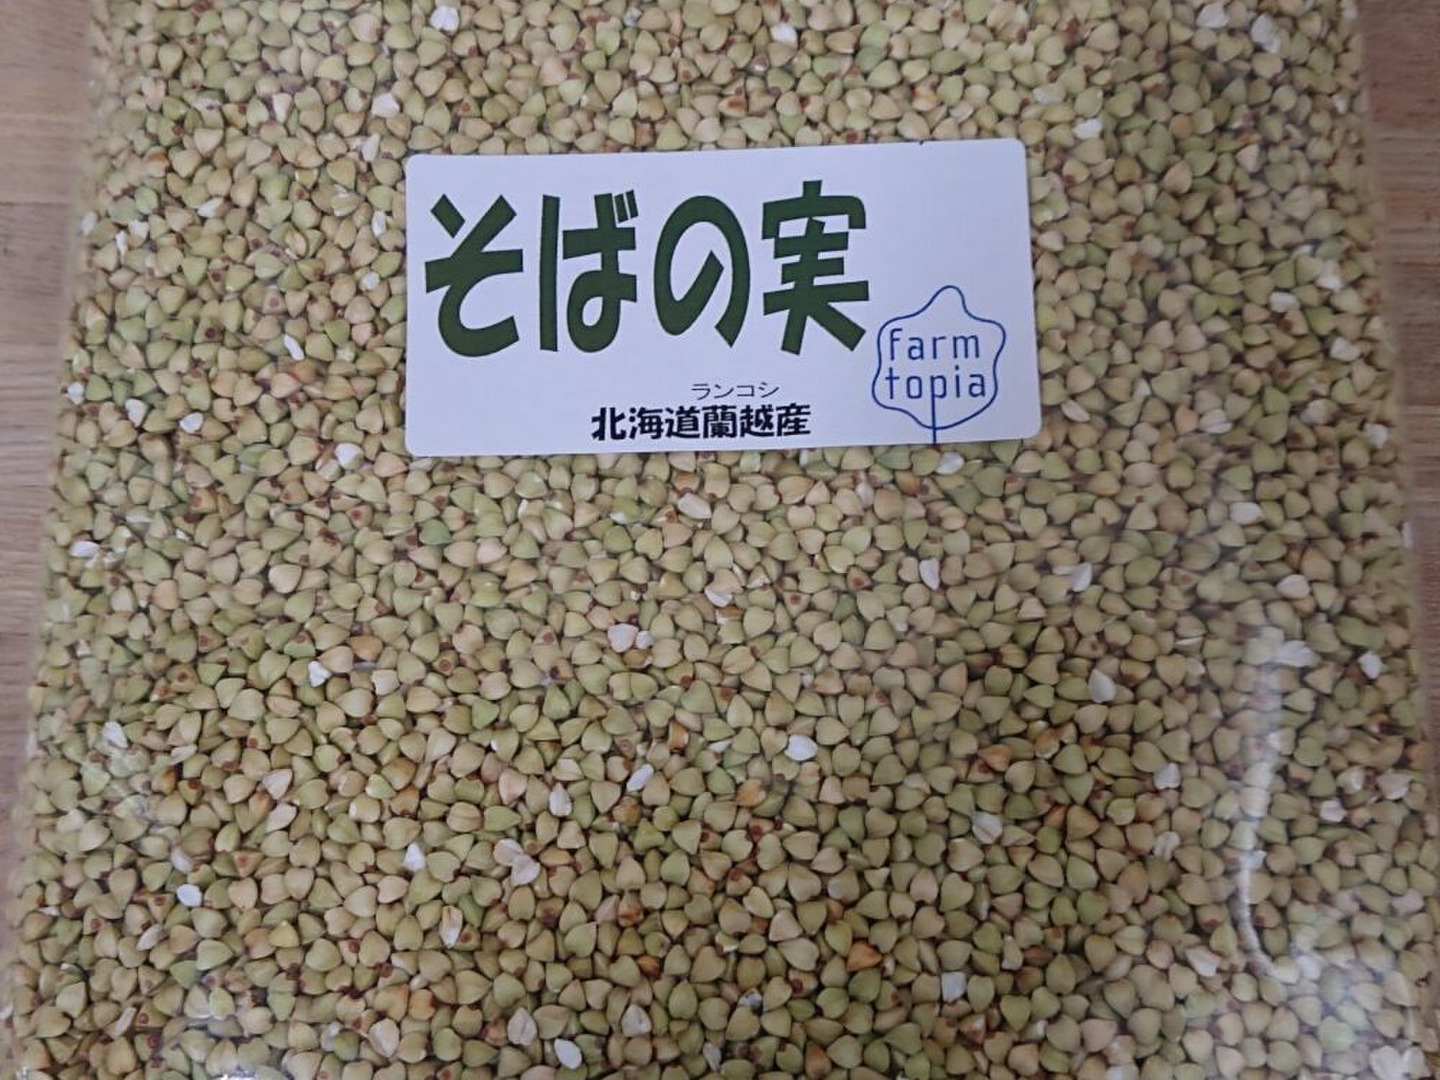 そばの実
farm
topia
ランコシ
北海道蘭越産